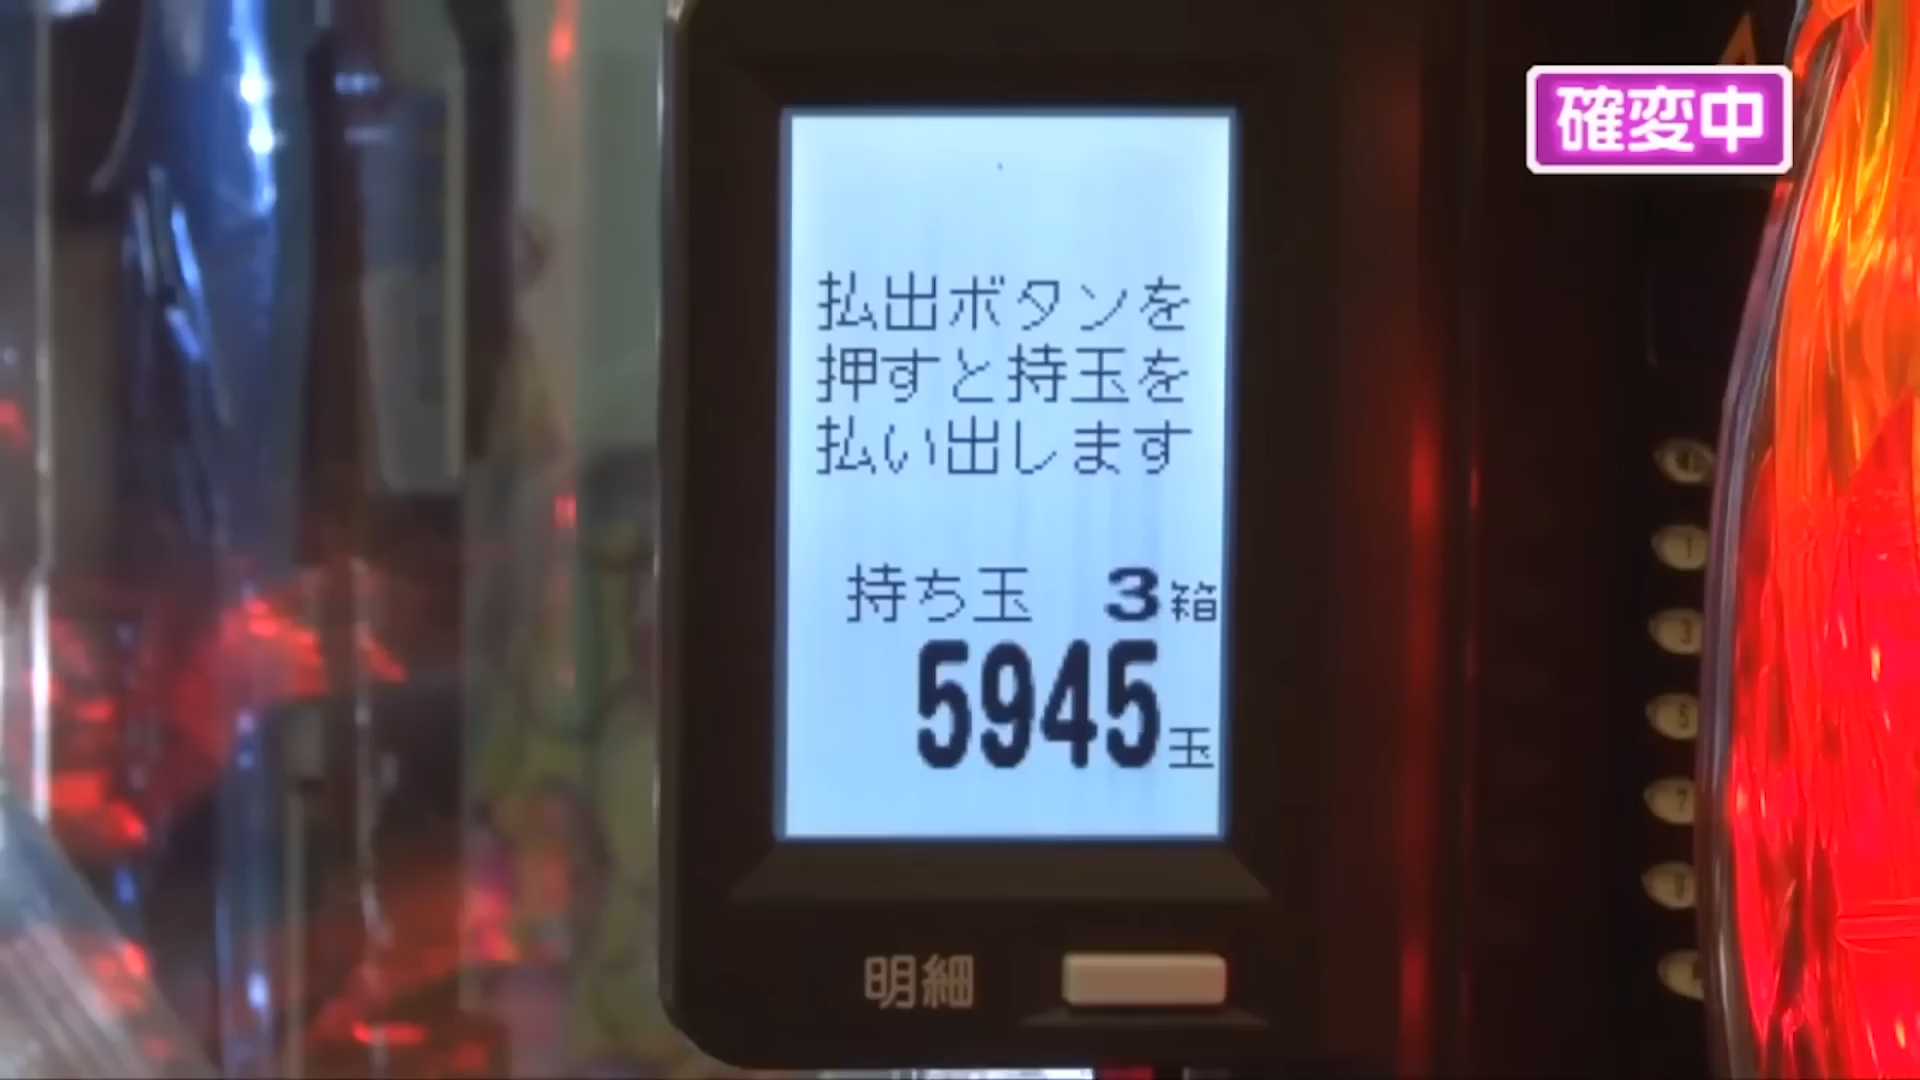 確変中
払出ボタンを
押すと持玉を
払い出します
持ち玉 3箱
5945玉
明細